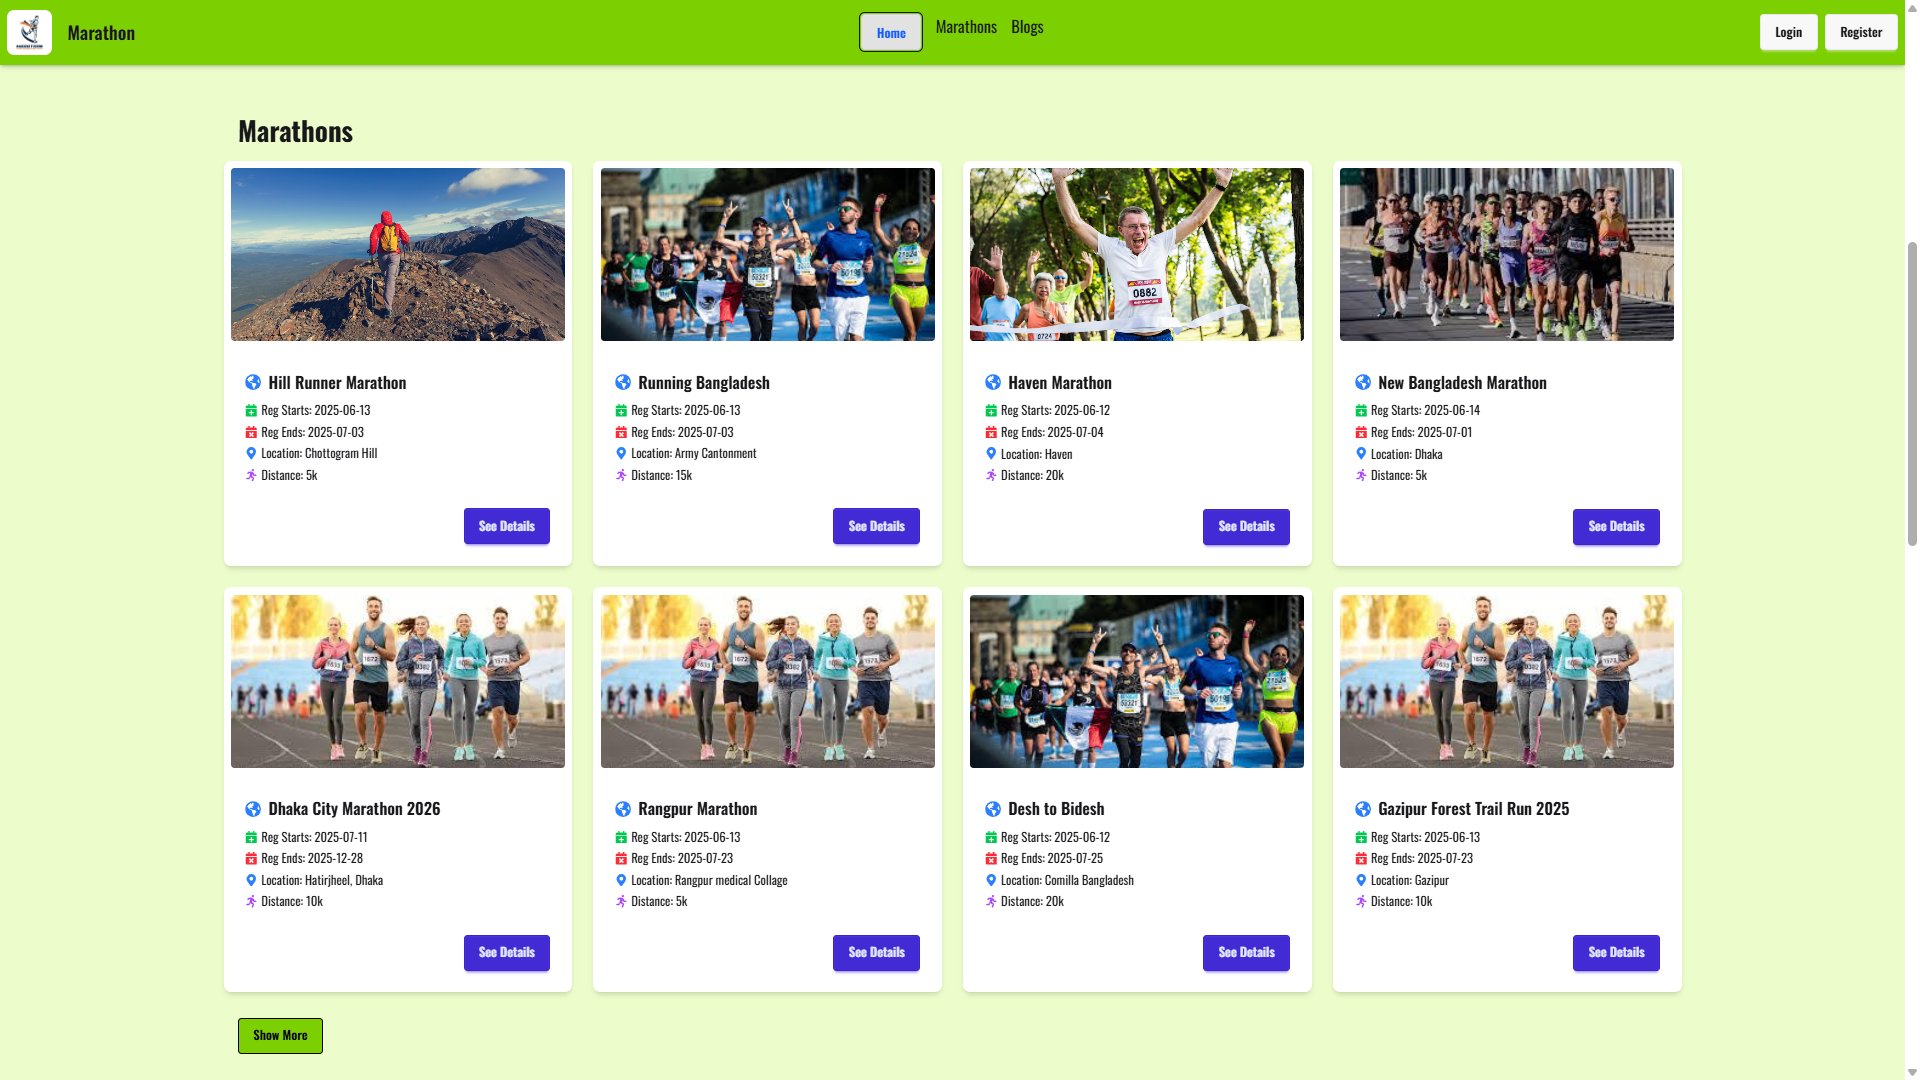 Marathon
Home
Marathons
Blogs
Login
Register
Marathons
Hill Runner Marathon
Reg Starts: 2025-06-13
Reg Ends: 2025-07-03
Location: Chottogram Hill
Distance: 5k
See Details
Running Bangladesh
Reg Starts: 2025-06-13
Reg Ends: 2025-07-03
Location: Army Cantonment
Distance: 15k
See Details
0882
0724
Haven Marathon
Reg Starts: 2025-06-12
Reg Ends: 2025-07-04
Location: Haven
Distance: 20k
See Details
New Bangladesh Marathon
Reg Starts: 2025-06-14
Reg Ends: 2025-07-01
Location: Dhaka
Distance: 5k
See Details
Dhaka City Marathon 2026
Reg Starts: 2025-07-11
Reg Ends: 2025-12-28
Location: Hatirjheel, Dhaka
Distance: 10k
See Details
Rangpur Marathon
Reg Starts: 2025-06-13
Reg Ends: 2025-07-23
Location: Rangpur medical Collage
Distance: 5k
See Details
Desh to Bidesh
Reg Starts: 2025-06-12
Reg Ends: 2025-07-25
Location: Comilla Bangladesh
Distance: 20k
See Details
Gazipur Forest Trail Run 2025
Reg Starts: 2025-06-13
Reg Ends: 2025-07-23
Location: Gazipur
Distance: 10k
See Details
Show More